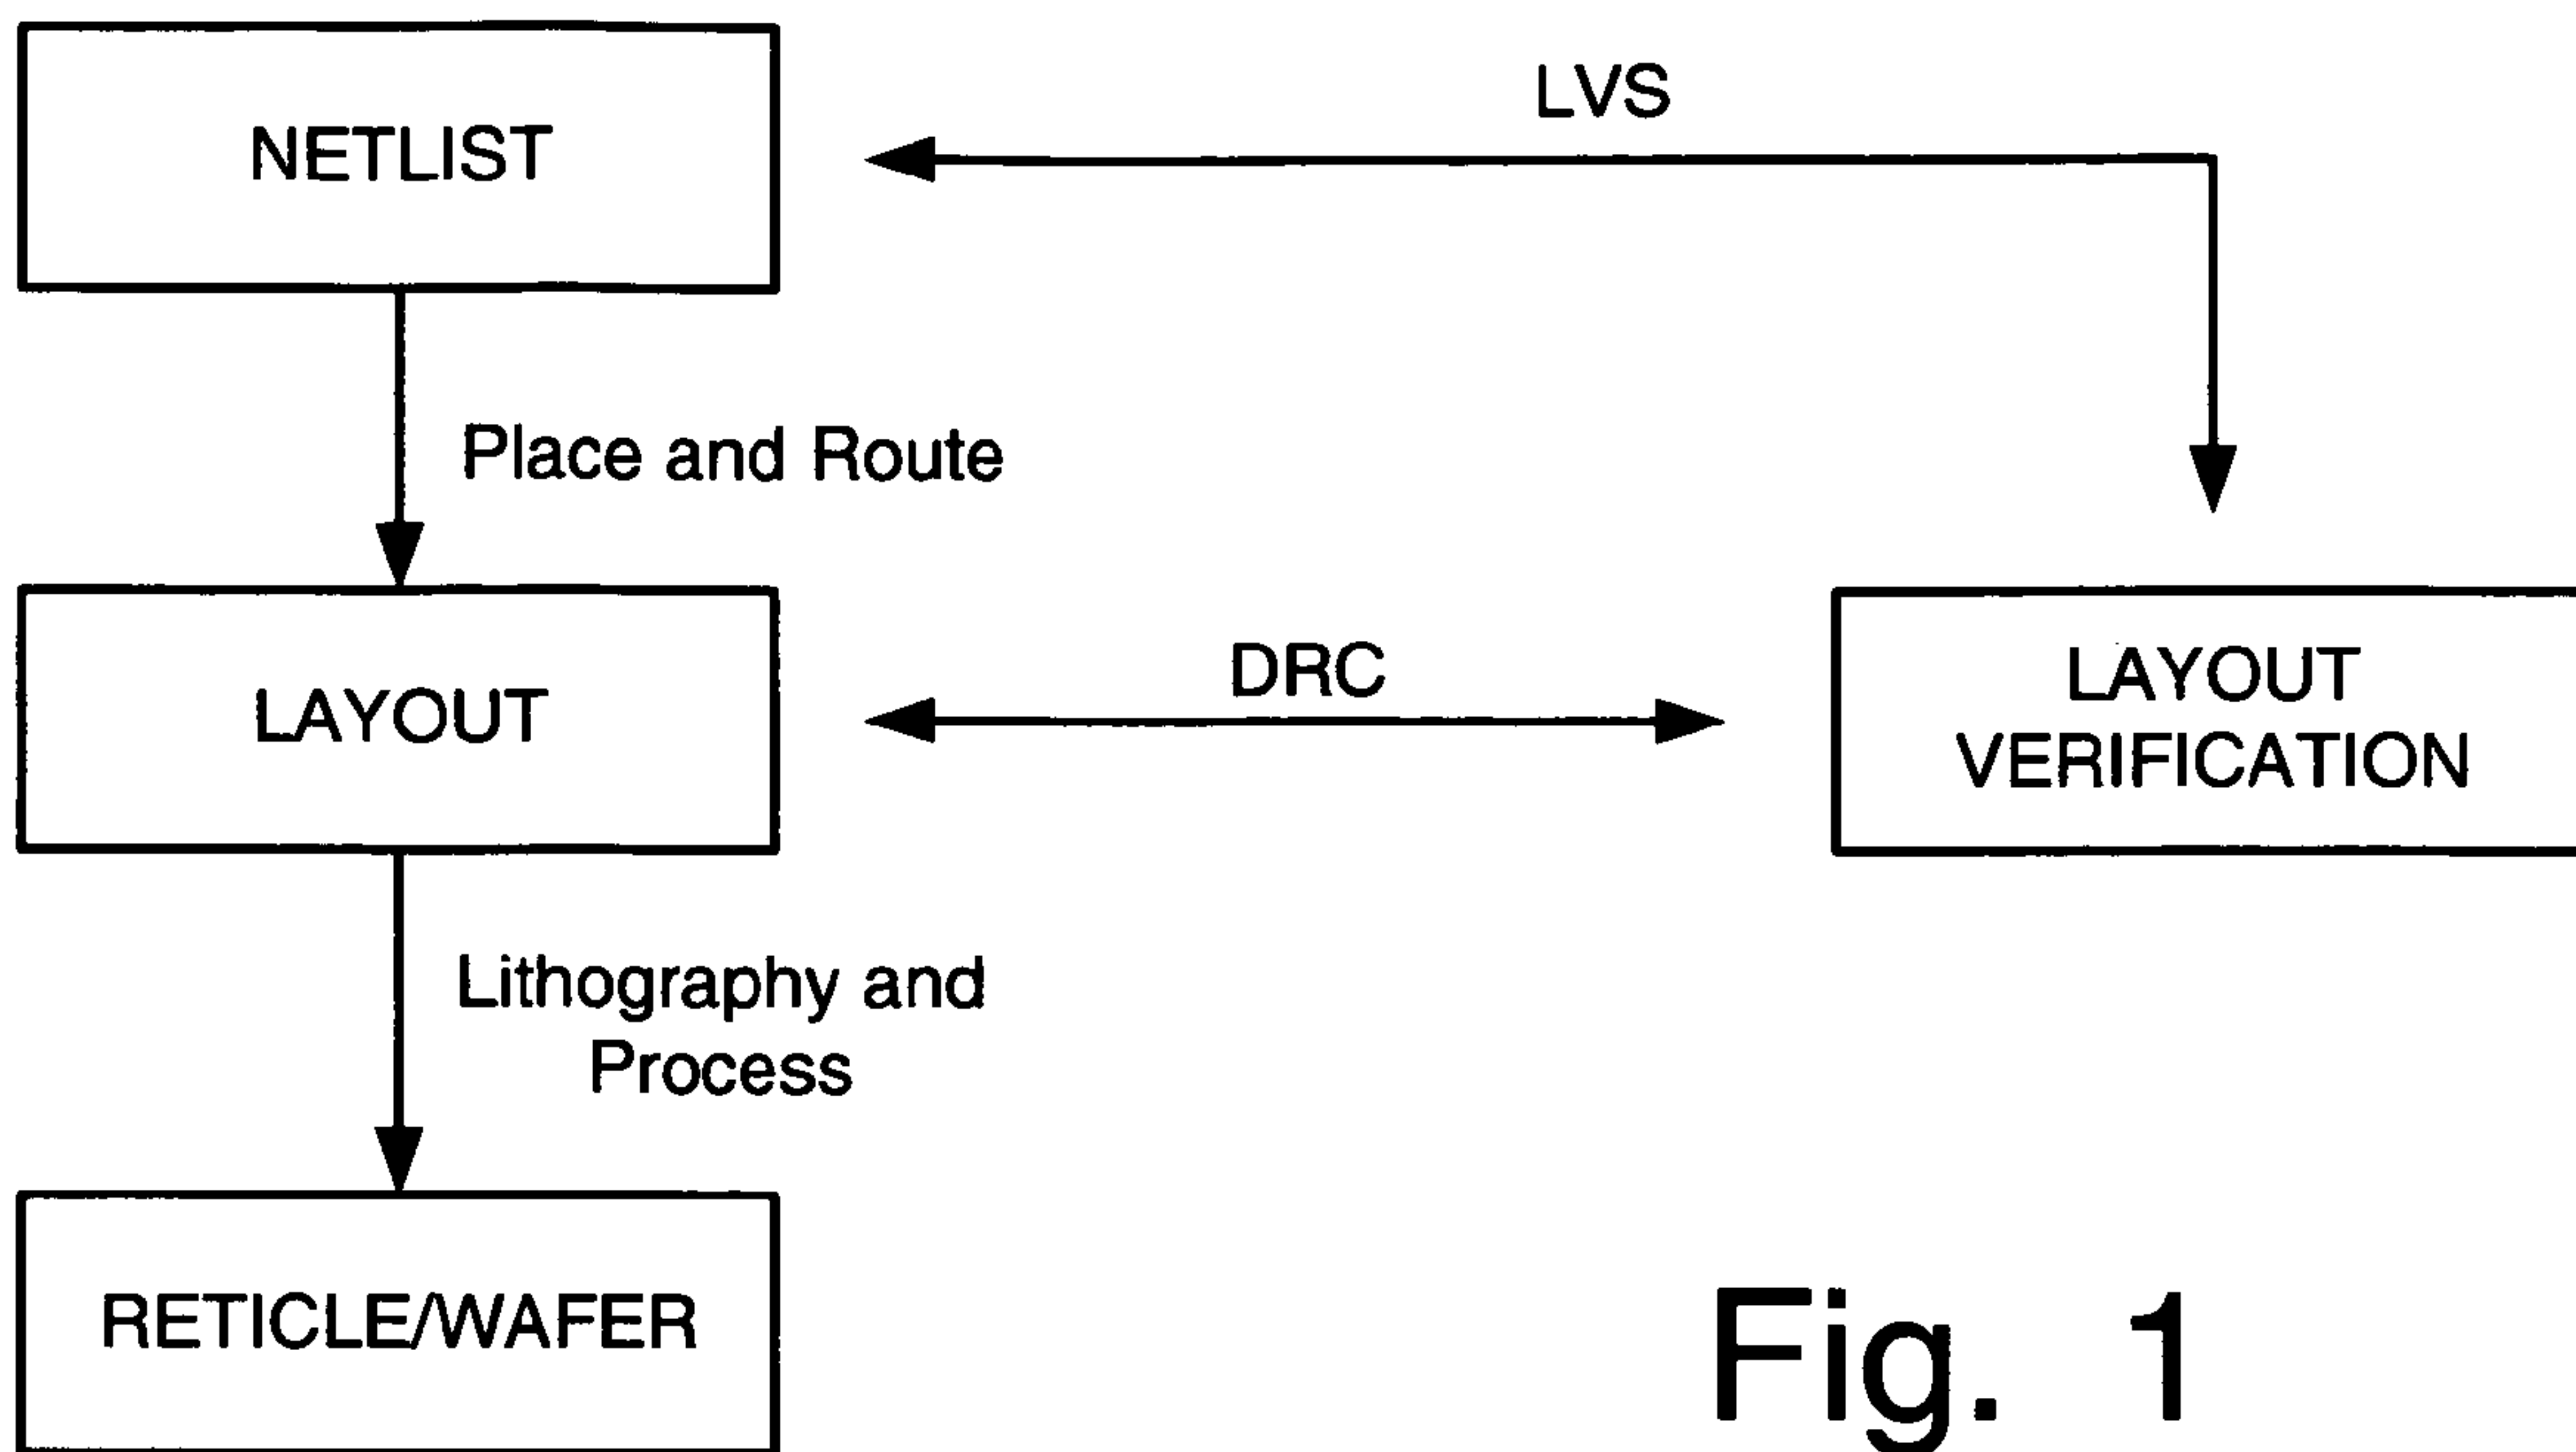 NETLIST
LVS
Place and Route
LAYOUT
DRC
LAYOUT
VERIFICATION
Lithography and
Process
RETICLE/WAFER
Fig. 1